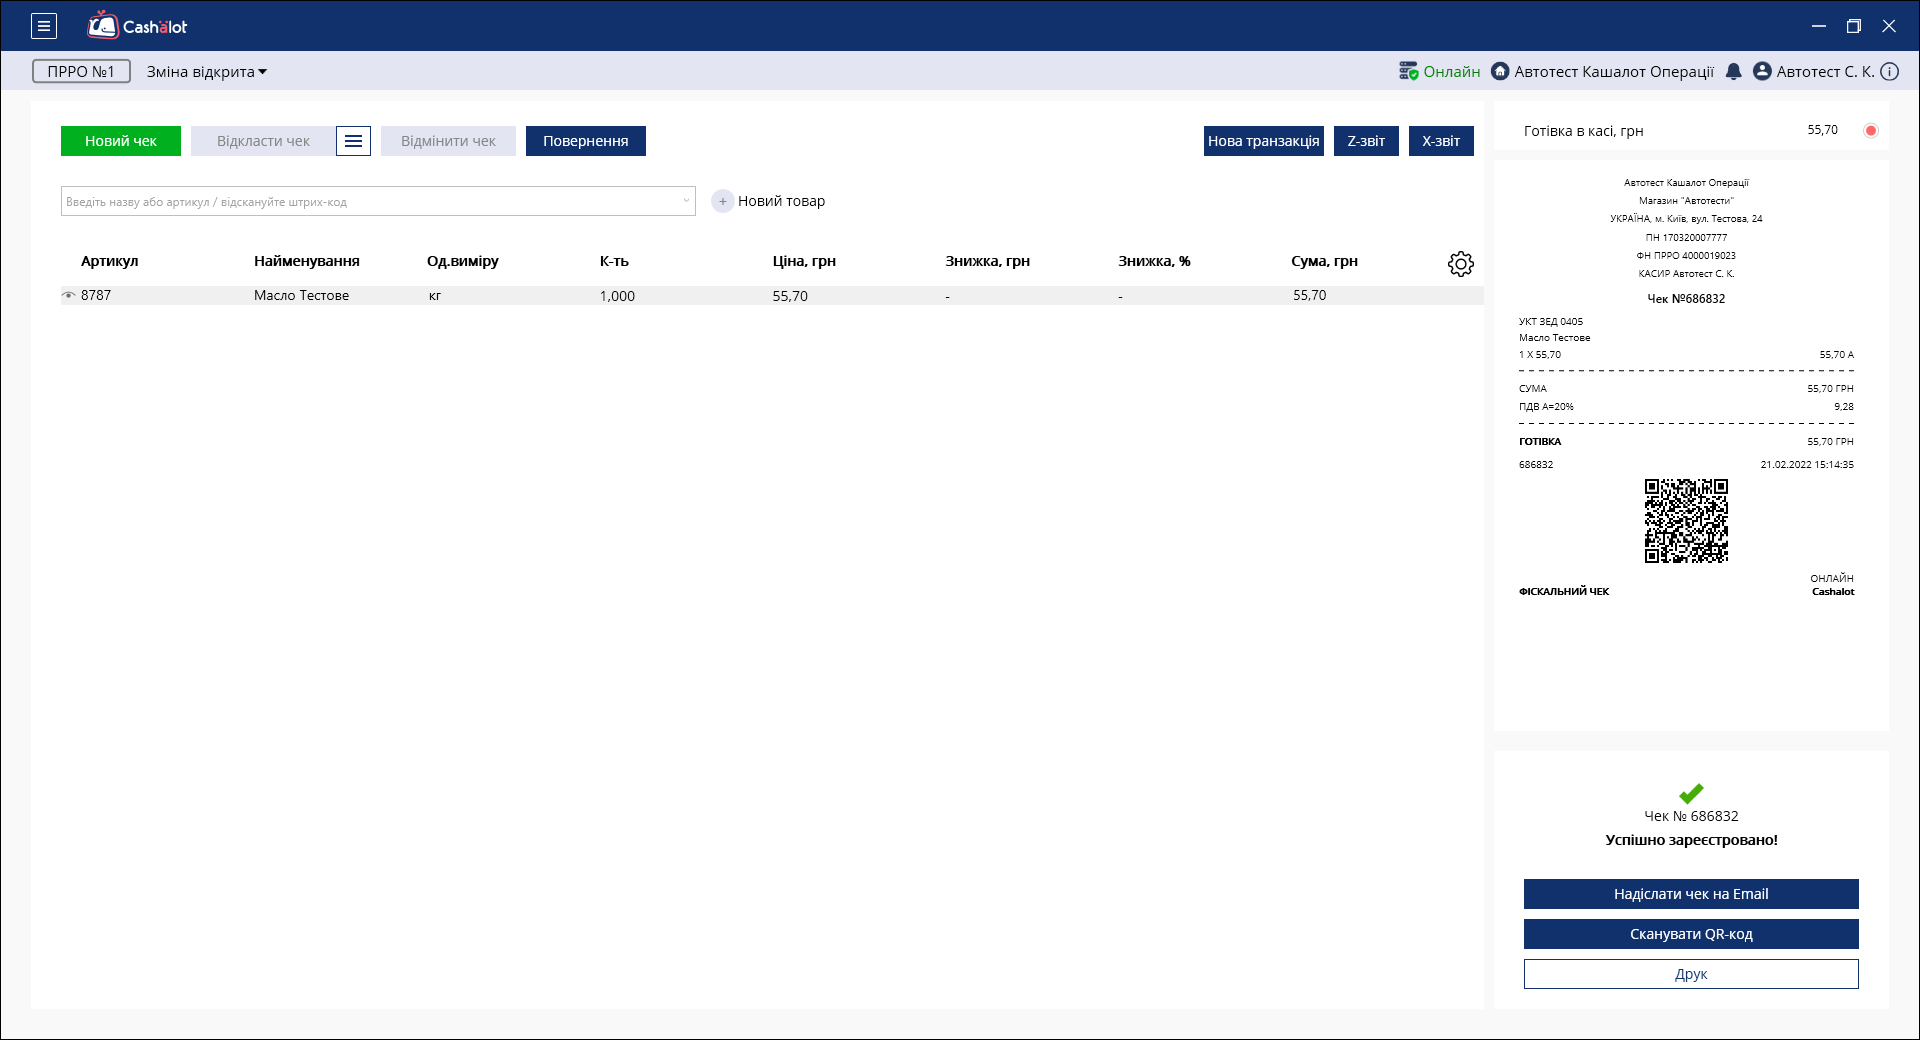 Cashalot
ПРРО №1
Зміна відкрита
Онлайн
Автотест Кашалот Операції
Автотест С. К.
Новий чек
Відкласти чек
Відмінити чек
Повернення
Нова транзакція
Z-звіт
X-звіт
Введіть назву або артикул / відскануйте штрих-код
+ Новий товар
Артикул Найменування Од.виміру К-ть Ціна, грн Знижка, грн Знижка, % Сума, грн
8787 Масло Тестове кг 1,000 55,70 - - 55,70
Готівка в касі, грн 55,70
Автотест Кашалот Операції
Магазин "Автотести"
УКРАЇНА, м. Київ, вул. Тестова, 24
ПН 170320007777
ФН ПРРО 4000019023
КАСИР Автотест С. К.
Чек №686832
УКТ ЗЕД 0405
Масло Тестове
1 X 55,70 55,70 А
СУМА 55,70 ГРН
ПДВ А=20% 9,28
ГОТІВКА 55,70 ГРН
686832 21.02.2022 15:14:35
ОНЛАЙН
ФІСКАЛЬНИЙ ЧЕК Cashalot
Чек № 686832
Успішно зареєстровано!
Надіслати чек на Email
Сканувати QR-код
Друк